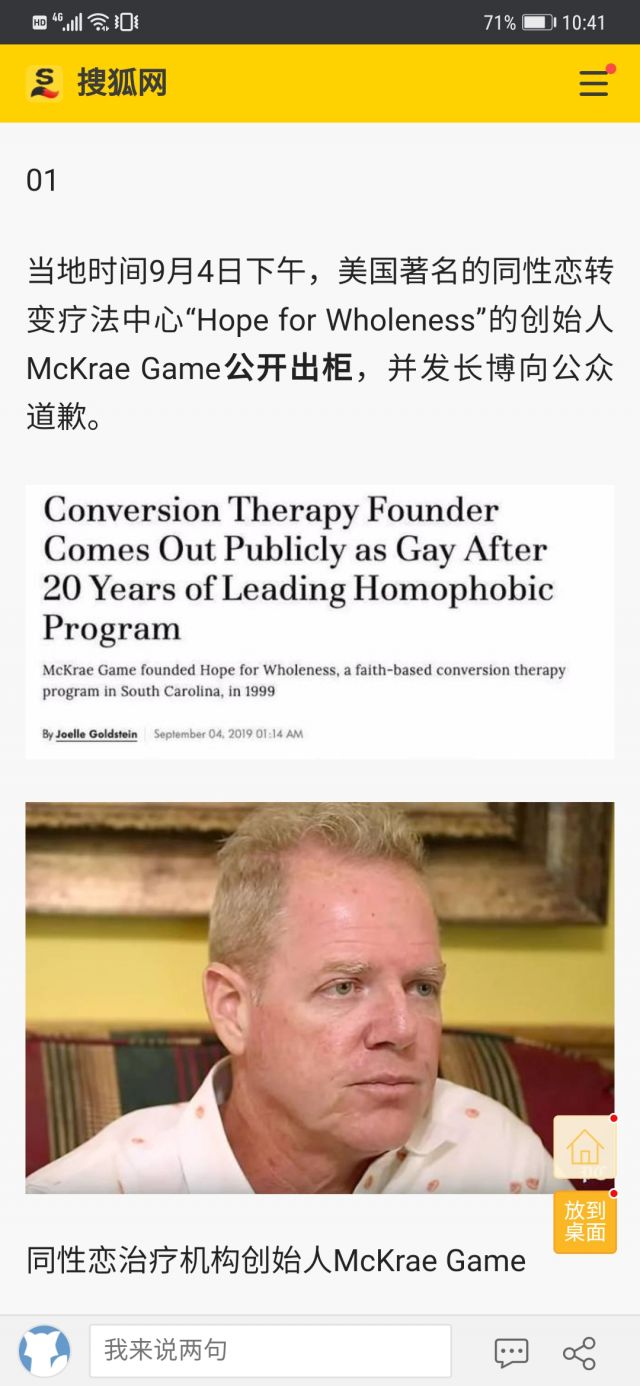 HD 4G 71% 10:41
搜狐网
01
当地时间9月4日下午，美国著名的同性恋转
变疗法中心“Hope for Wholeness”的创始人
McKrae Game公开出柜，并发长博向公众
道歉。
Conversion Therapy Founder
Comes Out Publicly as Gay After
20 Years of Leading Homophobic
Program
McKrae Game founded Hope for Wholeness, a faith-based conversion therapy
program in South Carolina, in 1999
By Joelle Goldstein September 04, 2019 01:14 AM
放到
桌面
同性恋治疗机构创始人McKrae Game
我来说两句